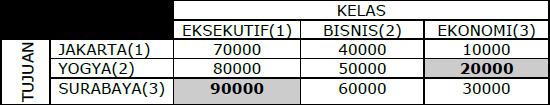 KELAS
EKSEKUTIF(1) BISNIS(2) EKONOMI(3)
TUJUAN
JAKARTA(1) 70000 40000 10000
YOGYA(2) 80000 50000 20000
SURABAYA(3) 90000 60000 30000